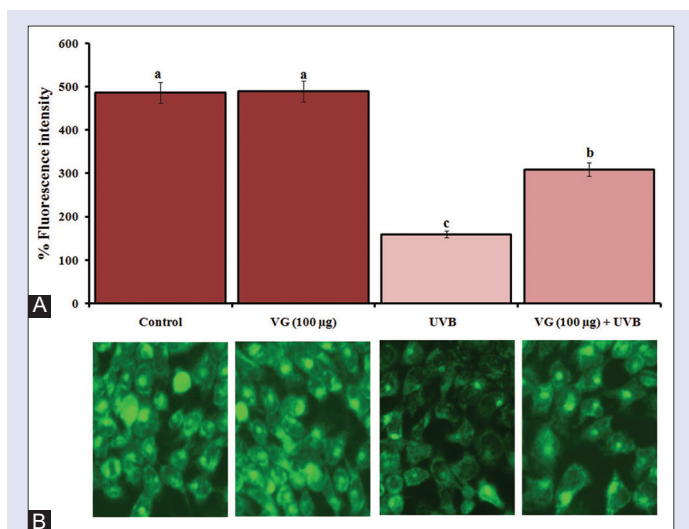 600
500
400
300
200
100
0
% Fluorescence intensity
a
a
c
b
A
Control
VG (100 µg)
UVB
VG (100 µg) + UVB
B